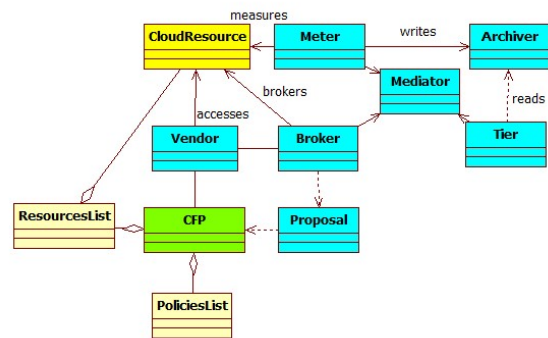 measures
CloudResource
Meter
writes
Archiver
Mediator
brokers
reads
accesses
Vendor
Broker
Tier
ResourcesList
CFP
Proposal
PoliciesList